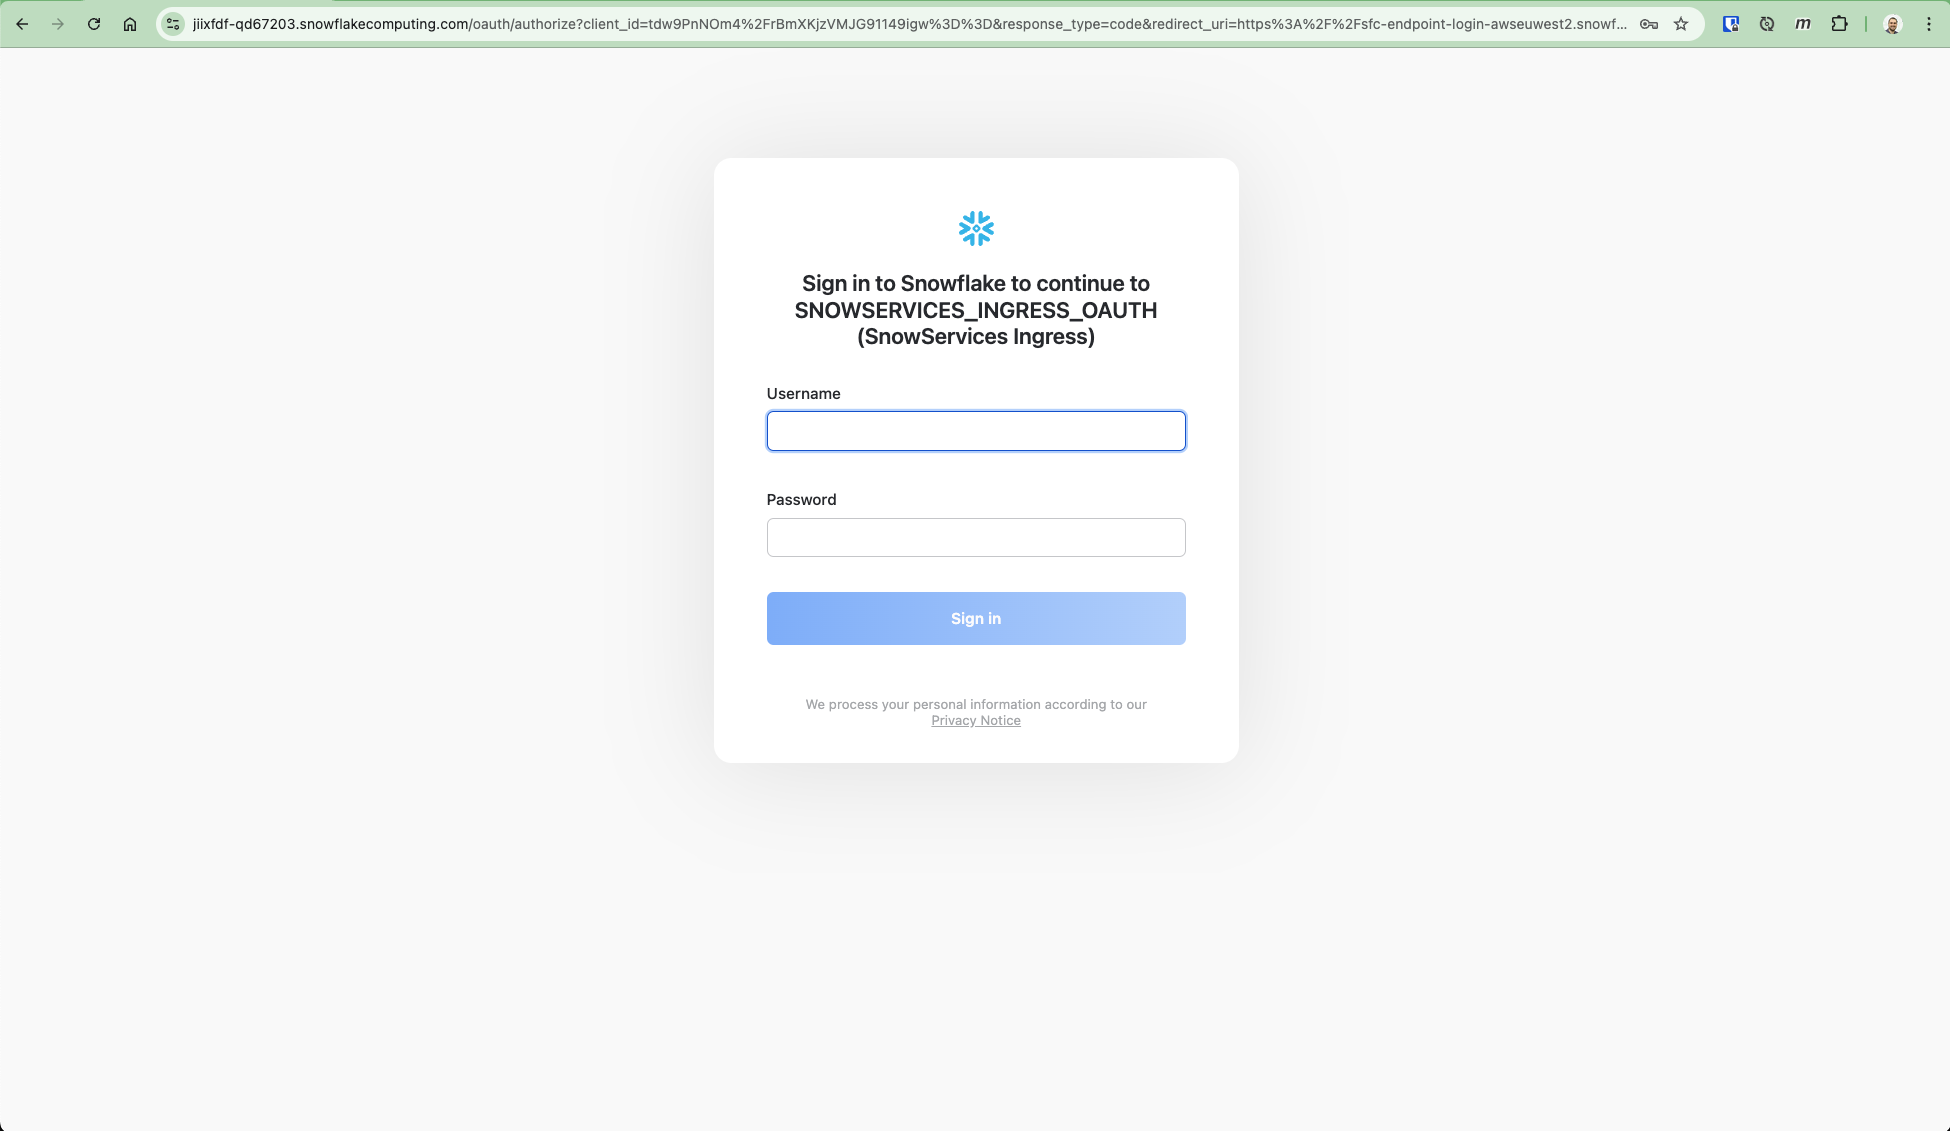 jiixfdf-qd67203.snowflakecomputing.com/oauth/authorize?client_id=tdw9PnNOm4%2FrBmXKjzVMJG91149igw%3D%3D&response_type=code&redirect_uri=https%3A%2F%2Fsfc-endpoint-login-awseuwest2.snowf...
m
Sign in to Snowflake to continue to
SNOWSERVICES_INGRESS_OAUTH
(SnowServices Ingress)
Username
Password
Sign in
We process your personal information according to our
Privacy Notice